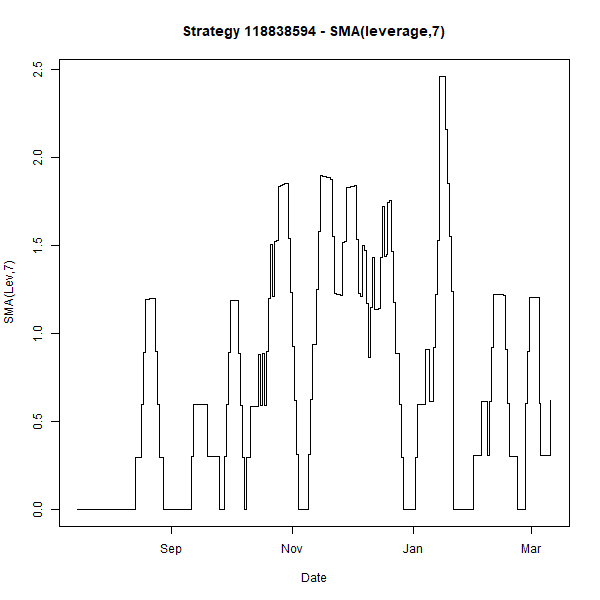 Strategy 118838594 - SMA(leverage,7)
2.5
2.0
1.5
1.0
0.5
0.0
SMA(Lev,7)
Sep
Nov
Jan
Mar
Date